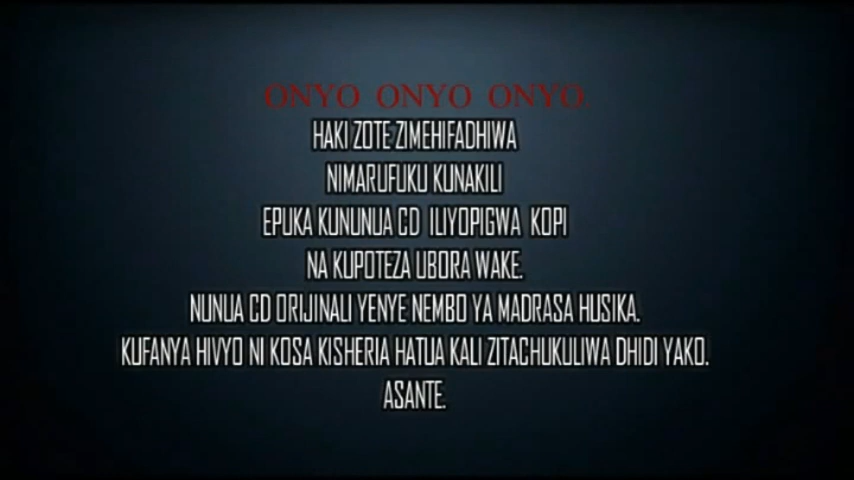 ONYO ONYO ONYO.
HAKI ZOTE ZIMEHIFADHIWA
NIMARUFUKU KUNAKILI
EPUKA KUNUNUA CD ILIYOPIGWA KOPI
NA KUPOTEZA UBORA WAKE.
NUNUA CD ORIJINALI YENYE NEMBO YA MADRASA HUSIKA.
KUFANYA HIVYO NI KOSA KISHERIA HATUA KALI ZITACHUKULIWA DHIDI YAKO.
ASANTE.